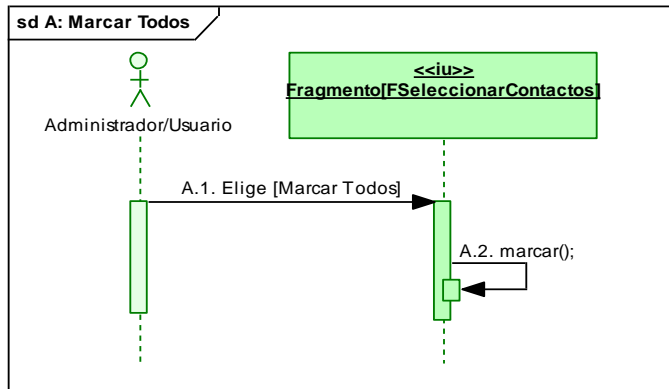 sd A: Marcar Todos
<<iu>>
Fragmento[FSeleccionarContactos]
Administrador/Usuario
A.1. Elige [Marcar Todos]
A.2. marcar();